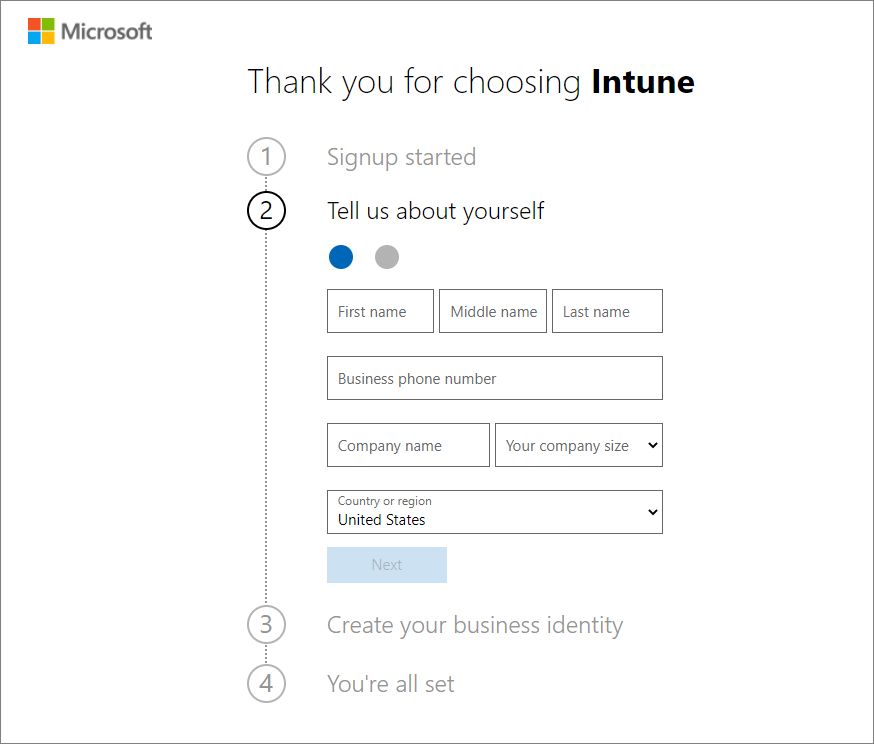 Microsoft
Thank you for choosing Intune
1 Signup started
2 Tell us about yourself
First name Middle name Last name
Business phone number
Company name Your company size
Country or region
United States
Next
3 Create your business identity
4 You're all set